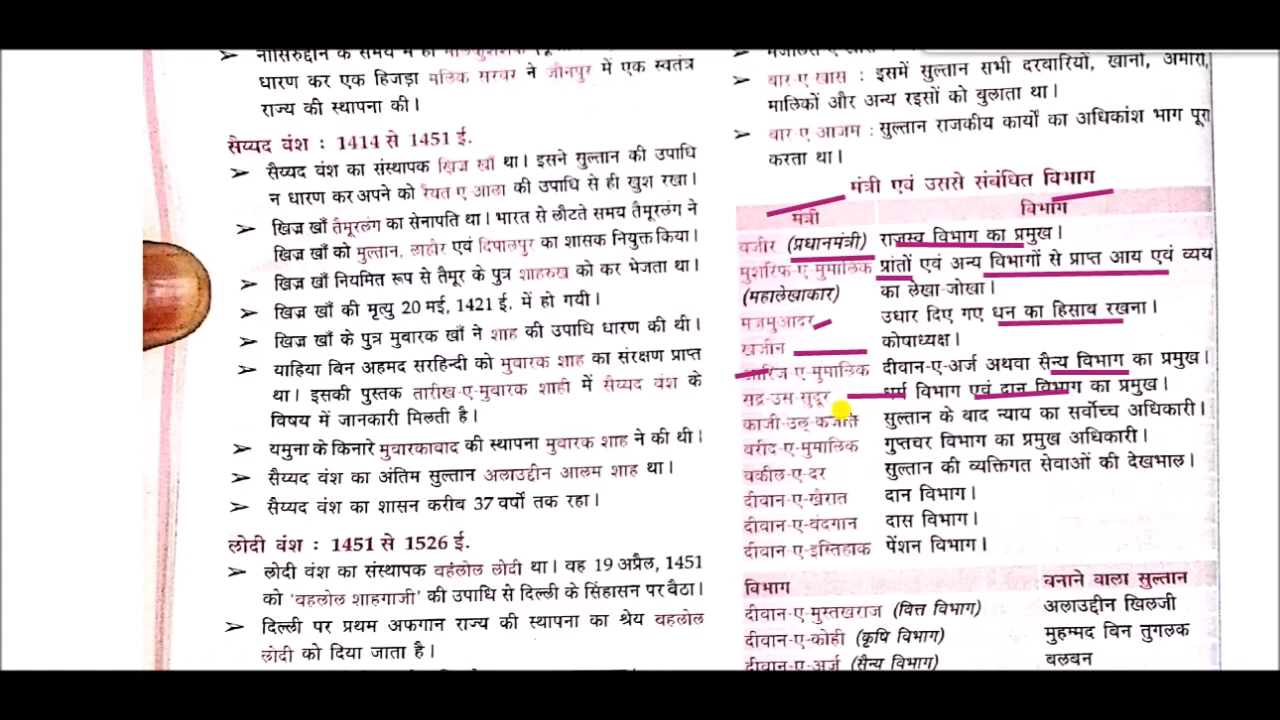 नासिरुद्दीन के समय में ही
धारण कर एक हिजड़ा मलिक सरवर ने जौनपुर में एक स्वतंत्र
राज्य की स्थापना की।
सैय्यद वंश : 1414 से 1451 ई.
➢ सैय्यद वंश का संस्थापक खिज्र खाँ था। इसने सुल्तान की उपाधि
न धारण कर अपने को रैयत ए आला की उपाधि से ही खुश रखा।
➢ खिज्र खाँ तैमूरलंग का सेनापति था। भारत से लौटते समय तैमूरलंग ने
खिज्र खाँ को मुल्तान, लाहौर एवं दिपालपुर का शासक नियुक्त किया।
➢ खिज्र खाँ नियमित रूप से तैमूर के पुत्र शाहरुख को कर भेजता था।
➢ खिज्र खाँ की मृत्यु 20 मई, 1421 ई. में हो गयी।
➢ खिज्र खाँ के पुत्र मुबारक खाँ ने शाह की उपाधि धारण की थी।
➢ याहिया बिन अहमद सरहिन्दी को मुबारक शाह का संरक्षण प्राप्त
था। इसकी पुस्तक तारीख-ए-मुबारक शाही में सैय्यद वंश के
विषय में जानकारी मिलती है।
➢ यमुना के किनारे मुबारकाबाद की स्थापना मुबारक शाह ने की थी।
➢ सैय्यद वंश का अंतिम सुल्तान अलाउद्दीन आलम शाह था।
➢ सैय्यद वंश का शासन करीब 37 वर्षों तक रहा।
लोदी वंश : 1451 से 1526 ई.
➢ लोदी वंश का संस्थापक बहलोल लोदी था। वह 19 अप्रैल, 1451
को 'बहलोल शाहगाजी' की उपाधि से दिल्ली के सिंहासन पर बैठा।
➢ दिल्ली पर प्रथम अफगान राज्य की स्थापना का श्रेय बहलोल
लोदी को दिया जाता है।
➢ बार-ए-खास : इसमें सुल्तान सभी दरबारियों, खानों, अमीरों,
मालिकों और अन्य रइसों को बुलाता था।
➢ बार-ए-आजम : सुल्तान राजकीय कार्यों का अधिकांश भाग पूरा
करता था।
मंत्री एवं उससे संबंधित विभाग
मंत्री विभाग
वजीर (प्रधानमंत्री) राजस्व विभाग का प्रमुख।
मुशरिफ-ए-मुमालिक प्रांतों एवं अन्य विभागों से प्राप्त आय एवं व्यय
(महालेखाकार) का लेखा-जोखा।
मजमुआदर उधार दिए गए धन का हिसाब रखना।
खजीन कोषाध्यक्ष।
आरिज-ए-मुमालिक दीवान-ए-अर्ज अथवा सैन्य विभाग का प्रमुख।
सद्र-उस-सुदूर धर्म विभाग एवं दान विभाग का प्रमुख।
काजी-उल्-कजात सुल्तान के बाद न्याय का सर्वोच्च अधिकारी।
बरीद-ए-मुमालिक गुप्तचर विभाग का प्रमुख अधिकारी।
वकील-ए-दर सुल्तान की व्यक्तिगत सेवाओं की देखभाल।
दीवान-ए-खैरात दान विभाग।
दीवान-ए-बंदगान दास विभाग।
दीवान-ए-इस्तिहाक पेंशन विभाग।
विभाग बनाने वाला सुल्तान
दीवान-ए-मुस्तखराज (वित्त विभाग) अलाउद्दीन खिलजी
दीवान-ए-कोही (कृषि विभाग) मुहम्मद बिन तुगलक
दीवान-ए-अर्ज (सैन्य विभाग) बलबन